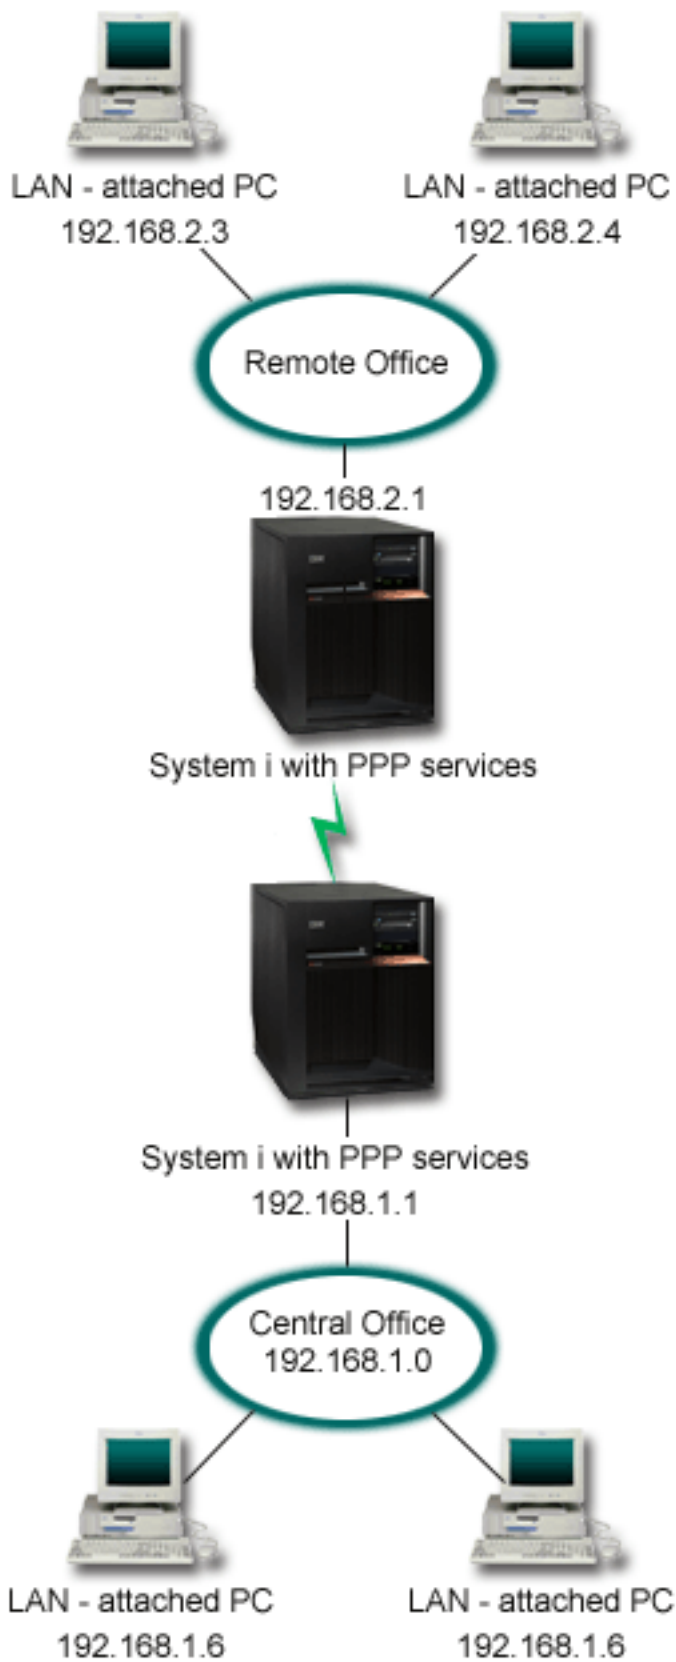 LAN - attached PC LAN - attached PC
192.168.2.3 192.168.2.4
Remote Office
192.168.2.1
IBM
System i with PPP services
IBM
System i with PPP services
192.168.1.1
Central Office
192.168.1.0
LAN - attached PC LAN - attached PC
192.168.1.6 192.168.1.6